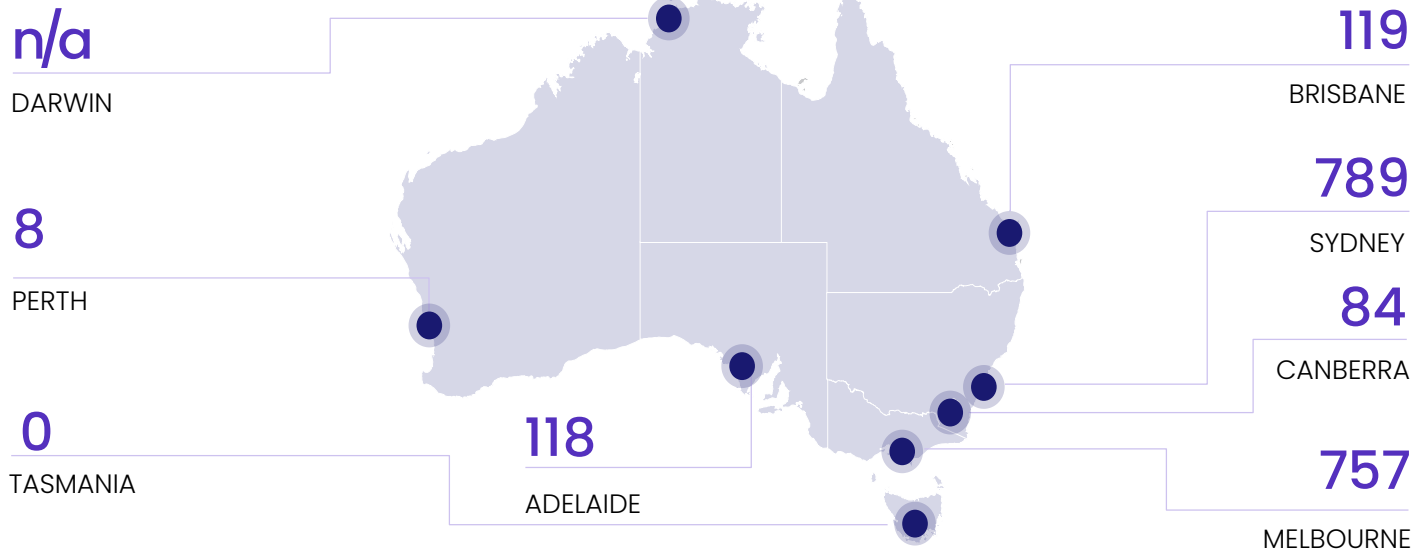 n/a
DARWIN
8
PERTH
0
TASMANIA
118
ADELAIDE
119
BRISBANE
789
SYDNEY
84
CANBERRA
757
MELBOURNE